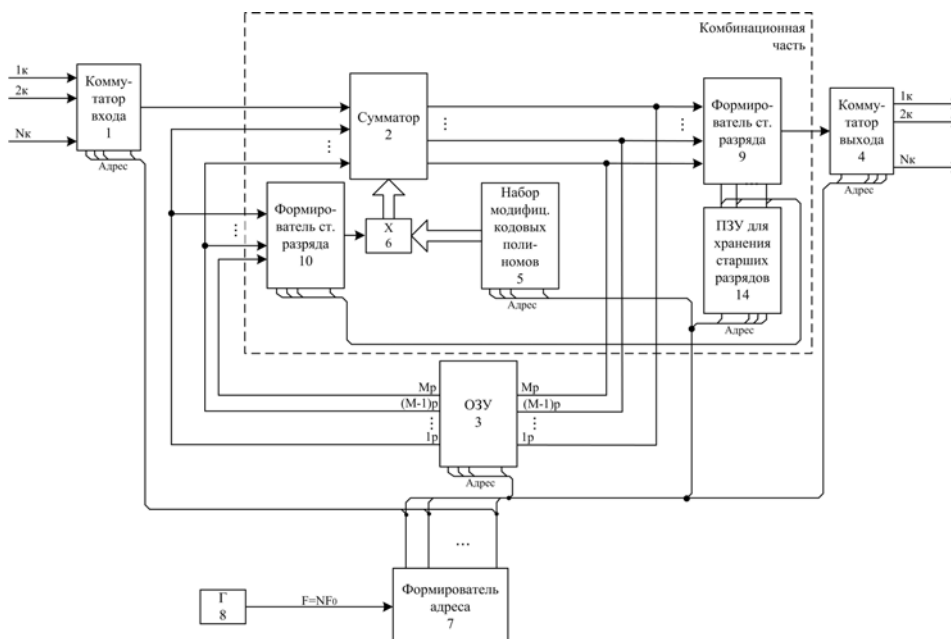 Комбинационная
часть
1к
2к
Nк
Комму-
татор
входа
1
Адрес
Сумматор
2
...
...
...
Формирова-
тель ст.
разряда
9
Комму-
татор
выхода
4
Адрес
1к
2к
Nк
Формиро-
ватель ст.
разряда
10
...
X
6
Набор
модифиц.
кодовых
поли-
номов
5
Адрес
ПЗУ для
хранения
старших
разрядов
14
Адрес
Мр
(М-1)р
...
1р
ОЗУ
3
Мр
(М-1)р
...
1р
Адрес
...
Г
8
F=NF0
Формирователь
адреса
7